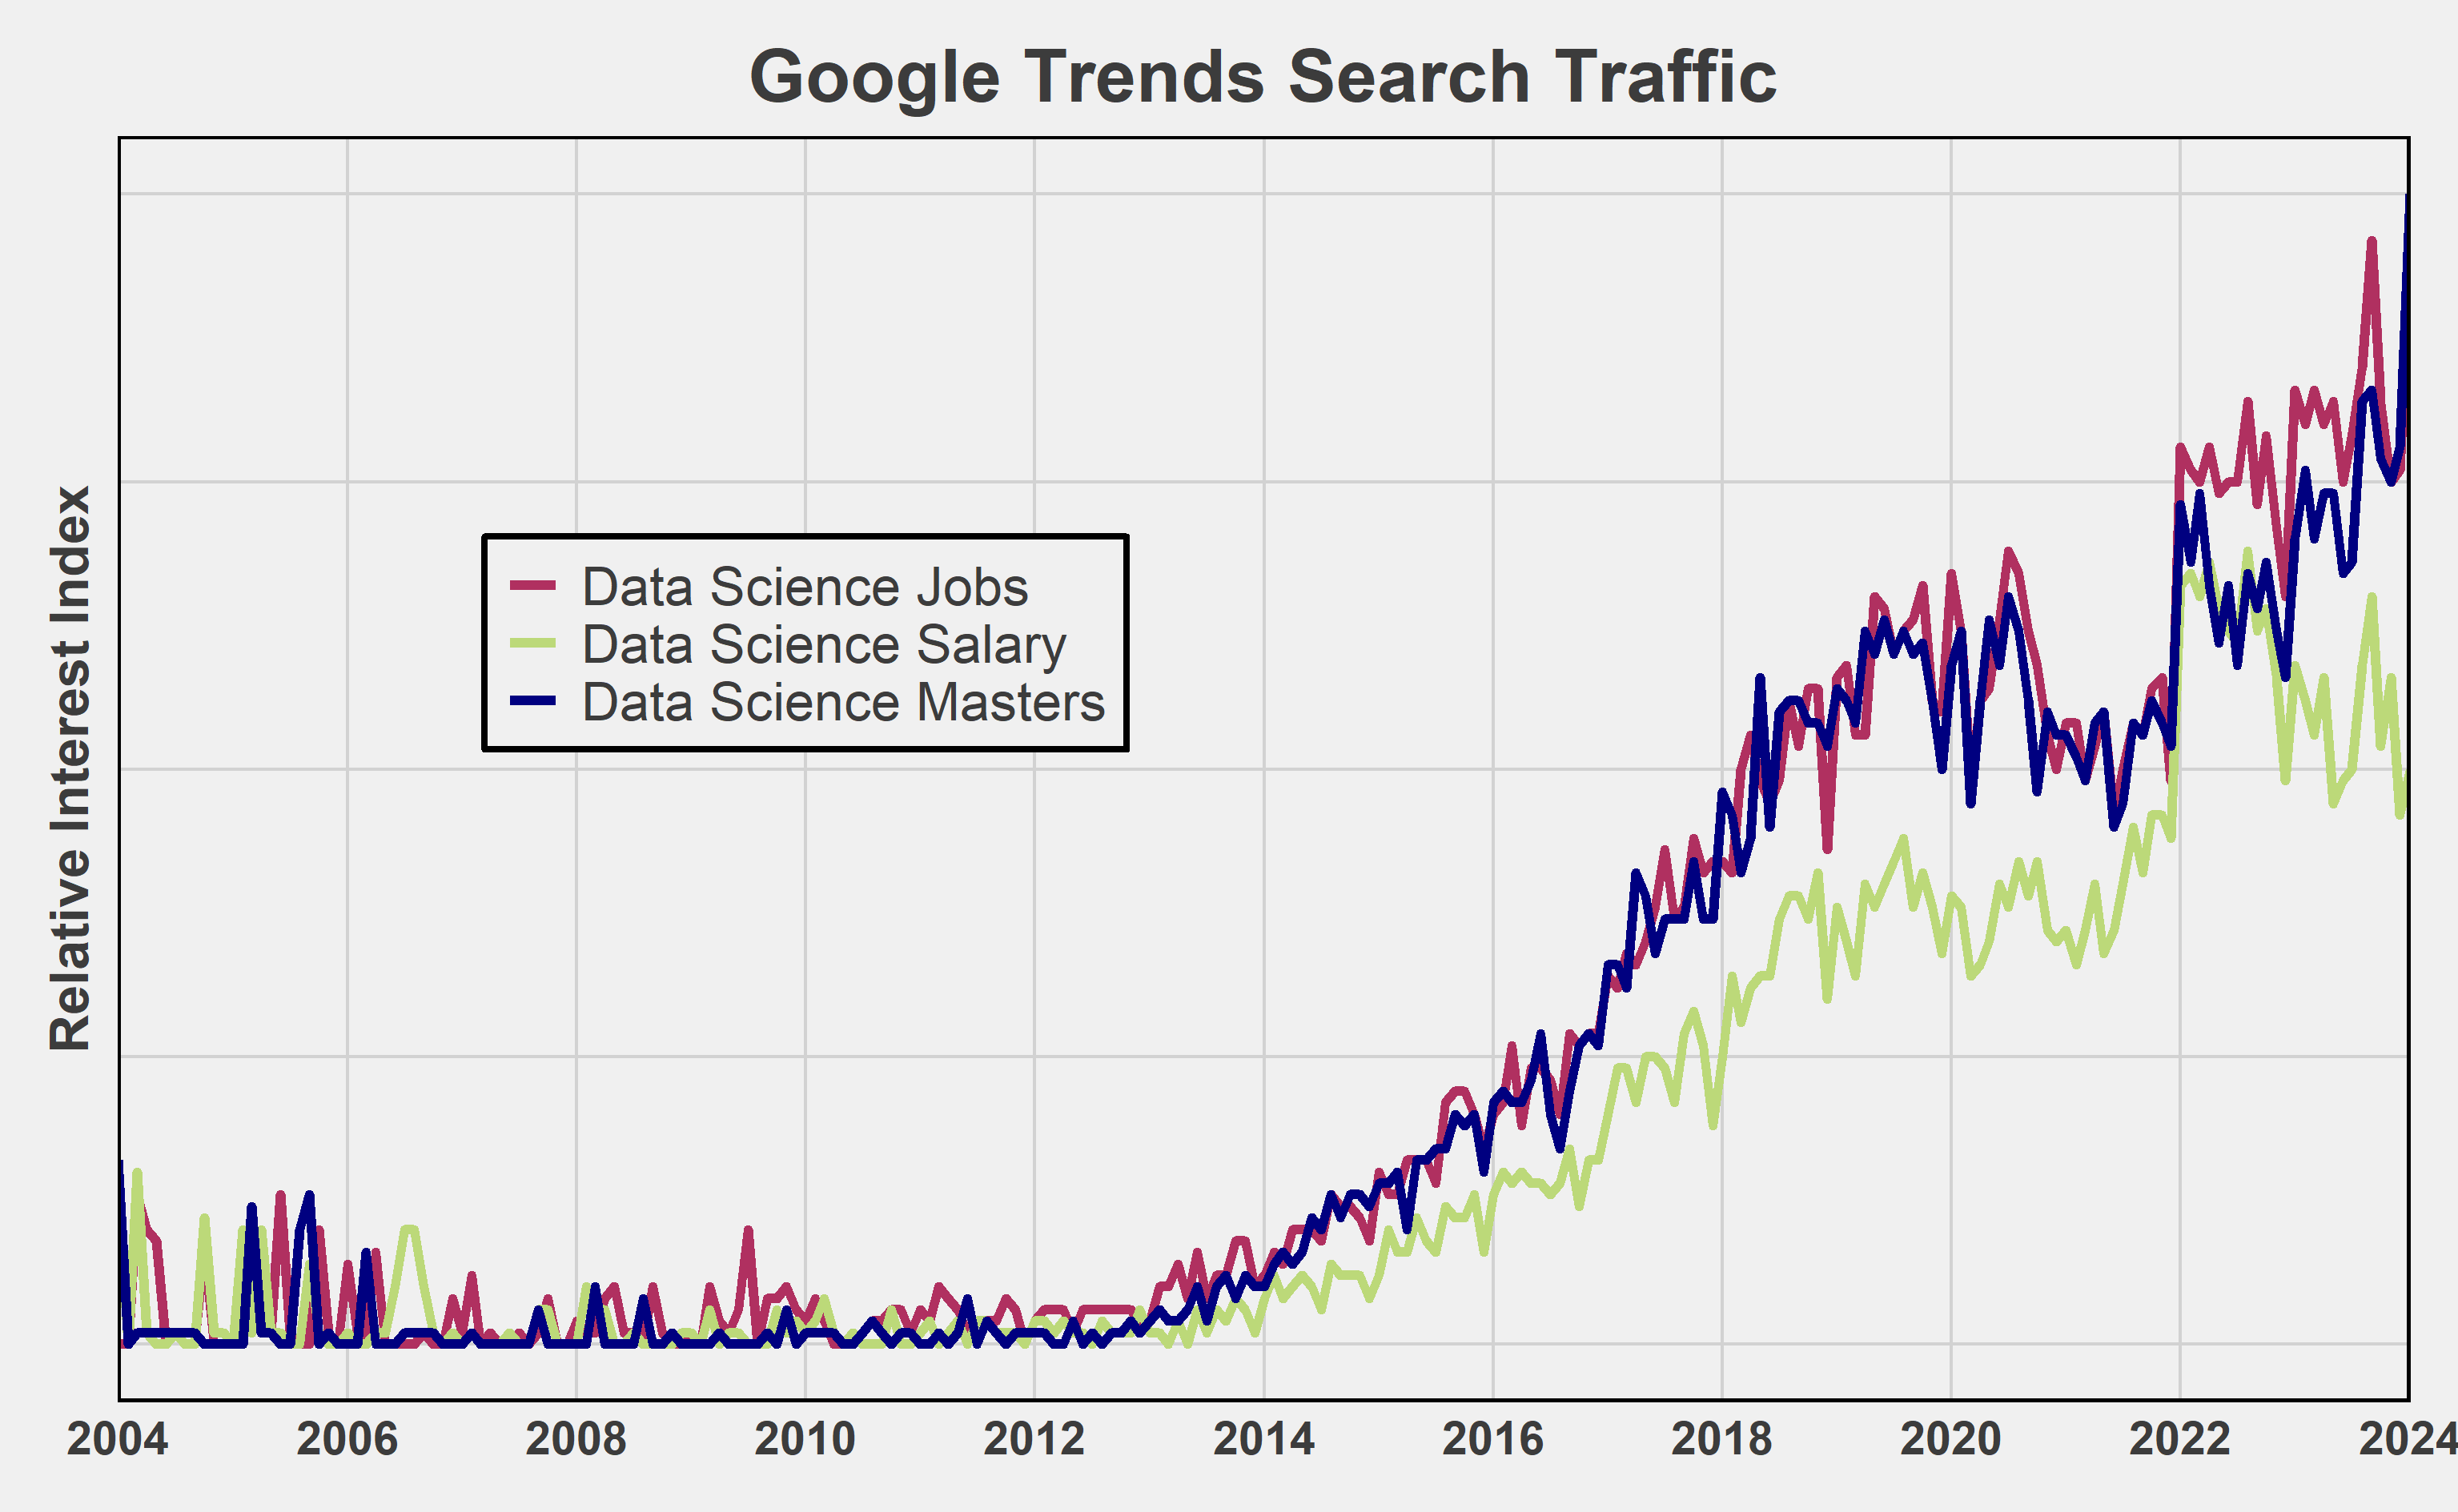 Google Trends Search Traffic
Relative Interest Index
Data Science Jobs
Data Science Salary
Data Science Masters
2004 2006 2008 2010 2012 2014 2016 2018 2020 2022 2024